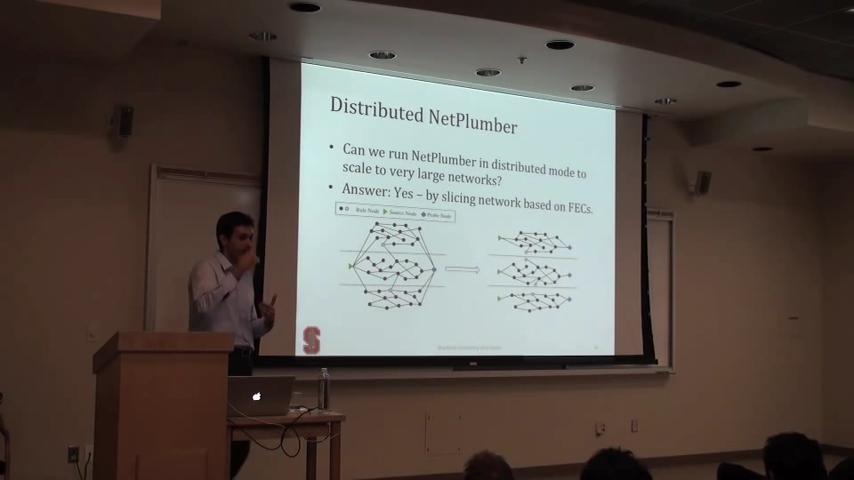 Distributed NetPlumber
• Can we run NetPlumber in distributed mode to
scale to very large networks?
• Answer: Yes – by slicing network based on FECs.
Rule Node Source Node Probe Node
S